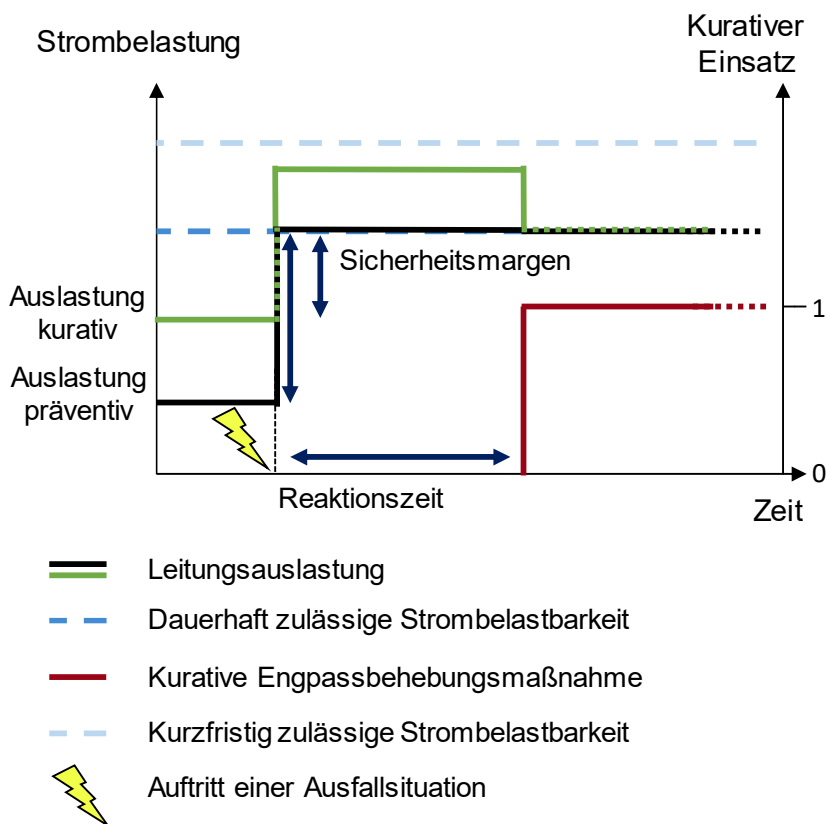 Strombelastung
Kurativer
Einsatz
Auslastung
kurativ
Auslastung
präventiv
Sicherheitsmargen
1
0
Reaktionszeit
Zeit
Leitungsauslastung
Dauerhaft zulässige Strombelastbarkeit
Kurative Engpassbehebungsmaßnahme
Kurzfristig zulässige Strombelastbarkeit
Auftritt einer Ausfallsituation